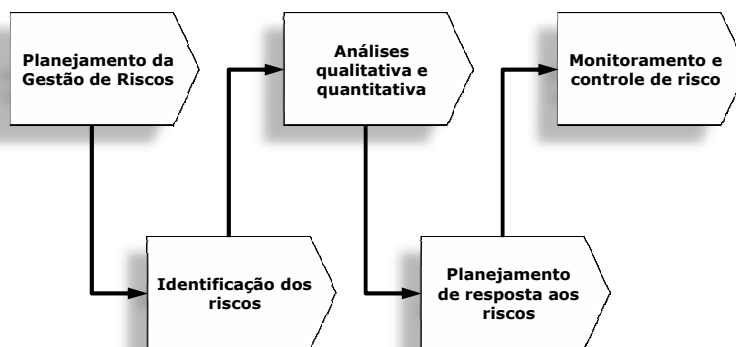 Planejamento da
Gestão de Riscos
Identificação dos
riscos
Análises
qualitativa e
quantitativa
Planejamento
de resposta aos
riscos
Monitoramento e
controle de risco